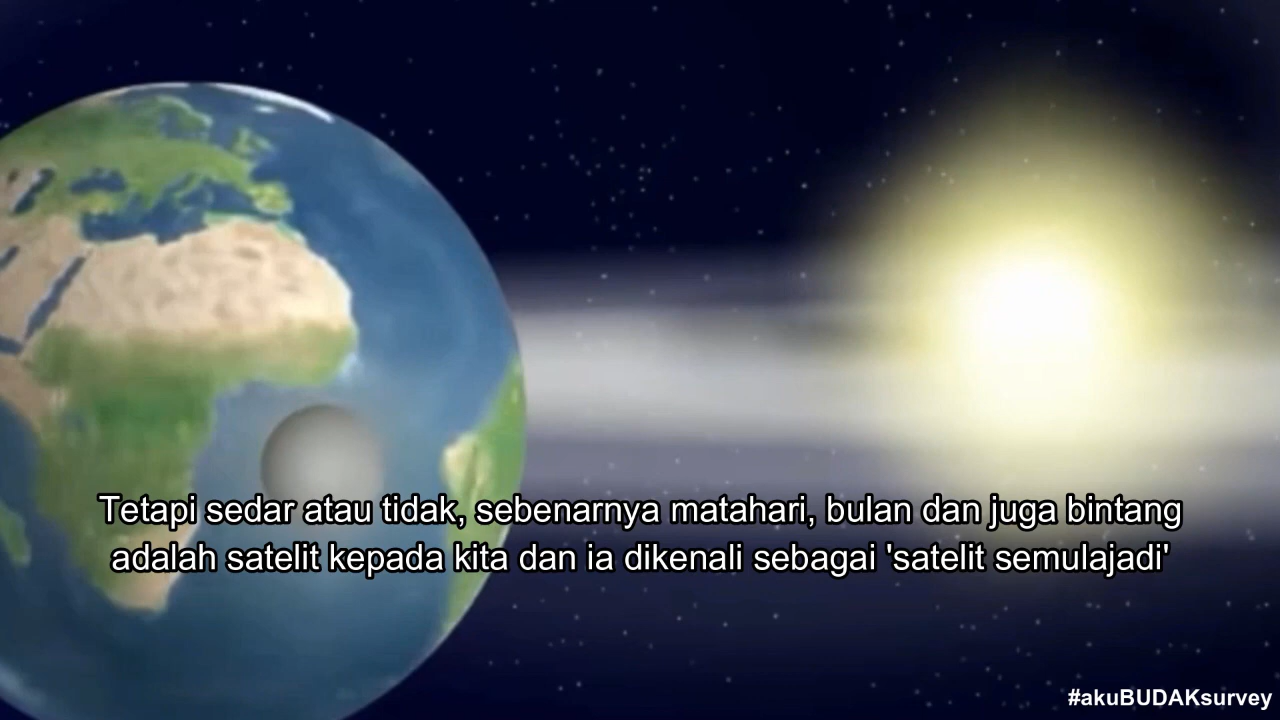 Tetapi sedar atau tidak, sebenarnya matahari, bulan dan juga bintang
adalah satelit kepada kita dan ia dikenali sebagai 'satelit semulajadi'
#akuBUDAKsurvey